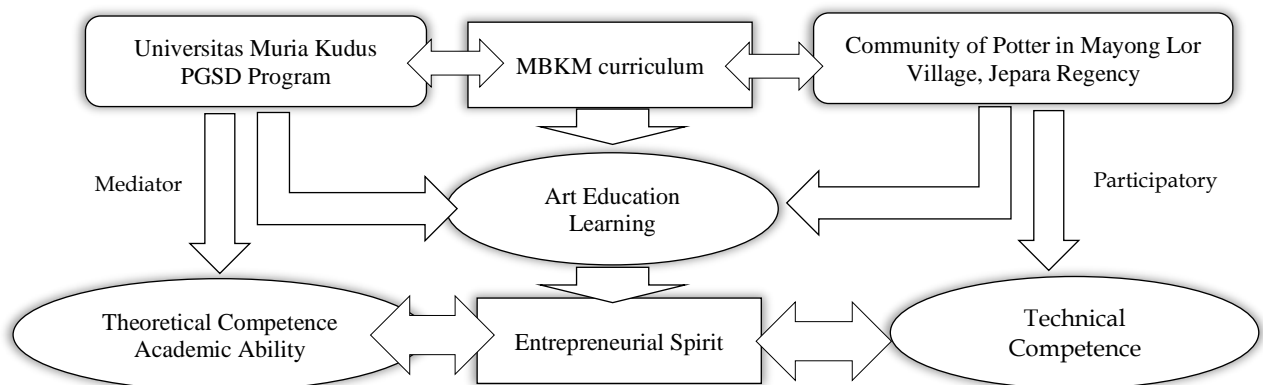 Universitas Muria Kudus
PGSD Program
MBKM curriculum
Community of Potter in Mayong Lor
Village, Jepara Regency
Mediator
Art Education
Learning
Participatory
Theoretical Competence
Academic Ability
Entrepreneurial Spirit
Technical
Competence